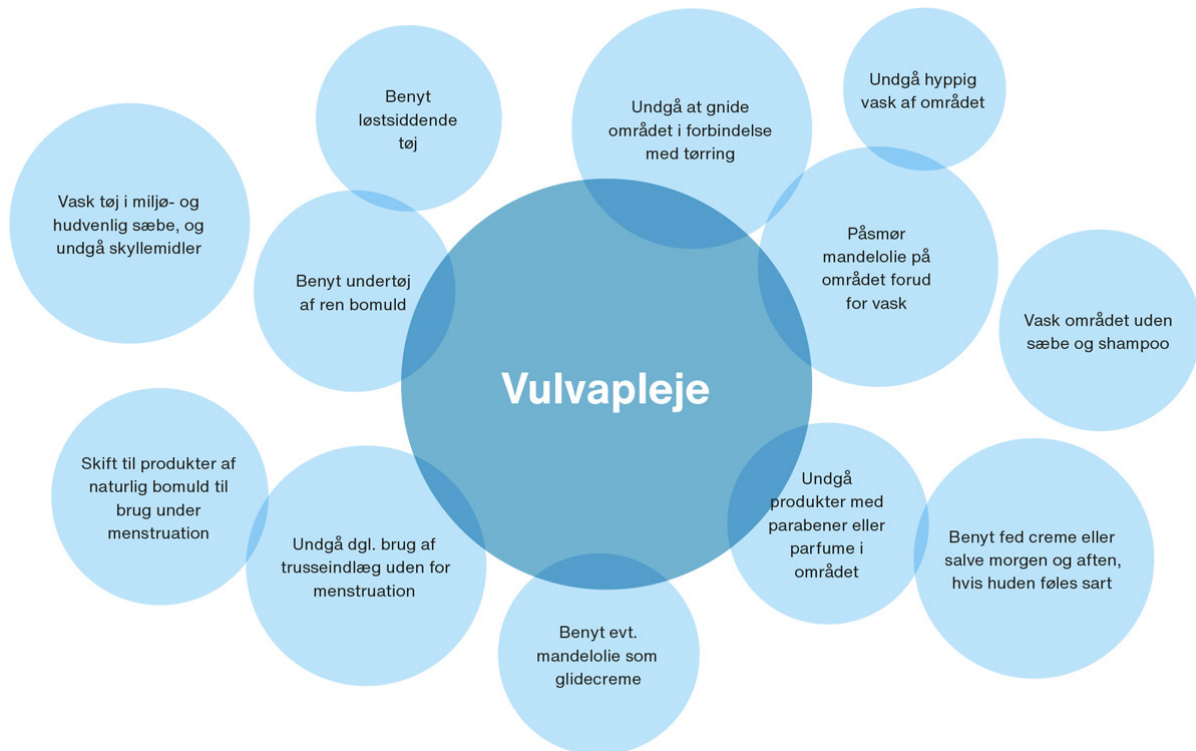 Benyt
løstsiddende
tøj
Undgå at gnide
området i forbindelse
med tørring
Undgå hyppig
vask af området
Vask tøj i miljø- og
hudvenlig sæbe, og
undgå skyllemidler
Benyt undertøj
af ren bomuld
Påsmør
mandelolie på
området forud
for vask
Vask området uden
sæbe og shampoo
Vulvapleje
Skift til produkter af
naturlig bomuld til
brug under
menstruation
Undgå dgl. brug af
trusseindlæg uden for
menstruation
Undgå
produkter med
parabener eller
parfume i
området
Benyt fed creme eller
salve morgen og aften,
hvis huden føles sart
Benyt evt.
mandelolie som
glidecreme